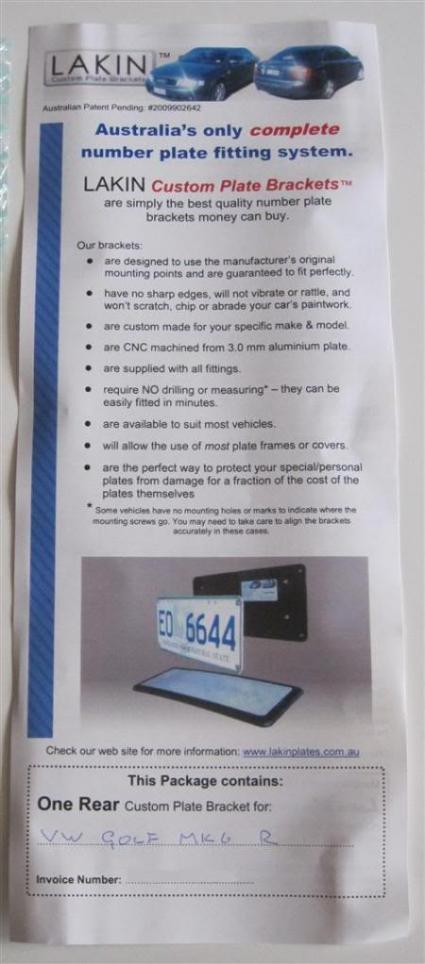 LAKIN™
Custom Plate Brackets
Australian Patent Pending: #2009902642
Australia's only complete
number plate fitting system.
LAKIN Custom Plate Brackets™
are simply the best quality number plate
brackets money can buy.
Our brackets:
• are designed to use the manufacturer's original
mounting points and are guaranteed to fit perfectly.
• have no sharp edges, will not vibrate or rattle, and
won't scratch, chip or abrade your car's paintwork.
• are custom made for your specific make & model.
• are CNC machined from 3.0 mm aluminium plate.
• are supplied with all fittings.
• require NO drilling or measuring* – they can be
easily fitted in minutes.
• are available to suit most vehicles.
• will allow the use of most plate frames or covers.
• are the perfect way to protect your special/personal
plates from damage for a fraction of the cost of the
plates themselves
* Some vehicles have no mounting holes or marks to indicate where the
mounting screws go. You may need to take care to align the brackets
accurately in these cases.
EO 6644
Check our web site for more information: www.lakinplates.com.au
This Package contains:
One Rear Custom Plate Bracket for:
VW GOLF MK6 R
Invoice Number: